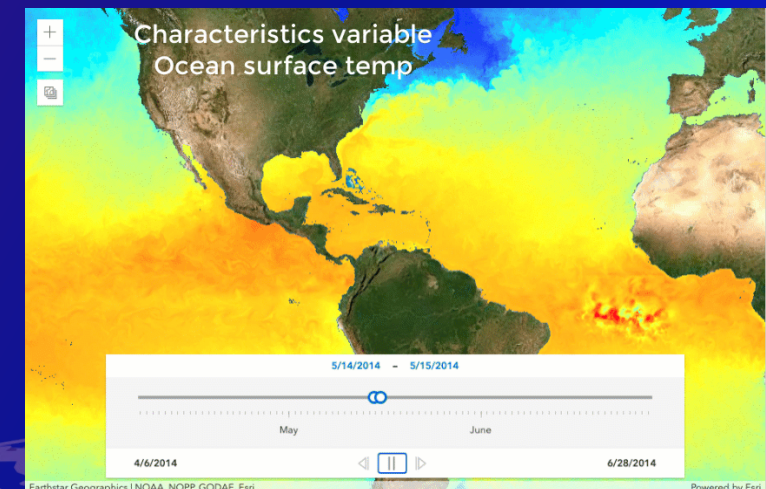 Characteristics variable
Ocean surface temp
5/14/2014 - 5/15/2014
May June
4/6/2014 6/28/2014
Earthstar Geographics | NOAA, NOPP, GODAE, Esri Powered by Esri